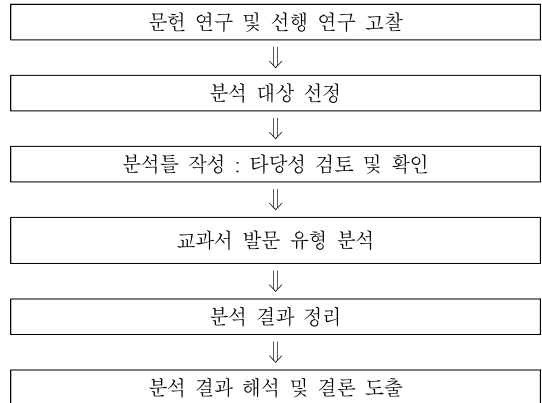 문헌 연구 및 선행 연구 고찰
⇓
분석 대상 선정
⇓
분석틀 작성 : 타당성 검토 및 확인
⇓
교과서 발문 유형 분석
⇓
분석 결과 정리
⇓
분석 결과 해석 및 결론 도출